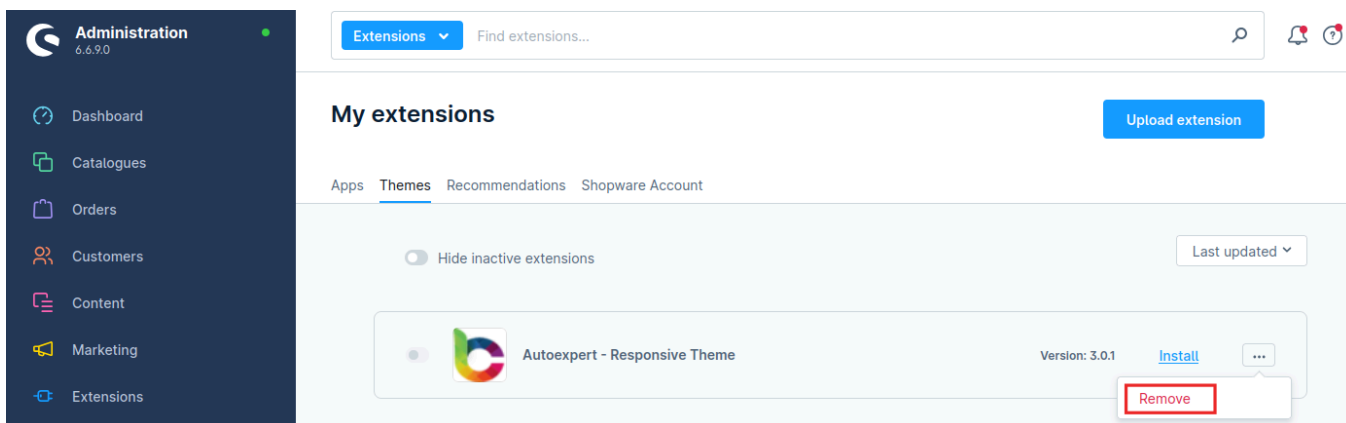 Administration
6.6.9.0
Extensions
Find extensions...
Dashboard
Catalogues
Orders
Customers
Content
Marketing
Extensions
My extensions
Upload extension
Apps Themes Recommendations Shopware Account
Hide inactive extensions
Last updated
Autoexpert - Responsive Theme
Version: 3.0.1
Install
...
Remove